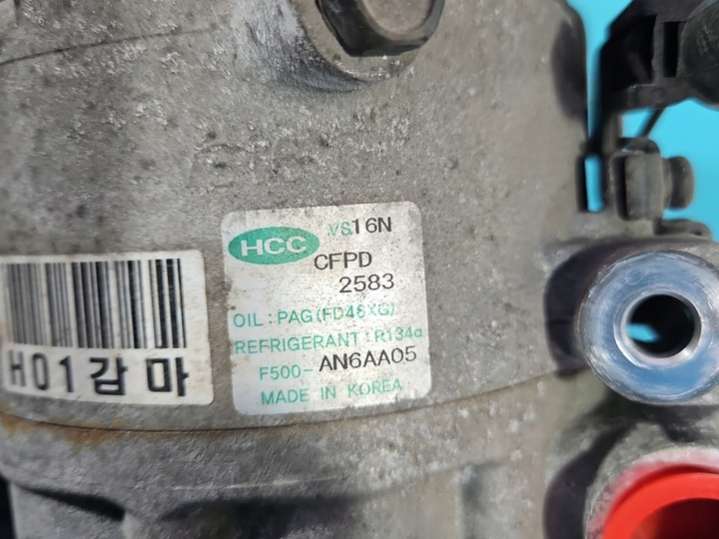 HCC VS16N
CFPD
2583
OIL : PAG(FD46XG)
REFRIGERANT : R134a
F500-AN6AA05
MADE IN KOREA
H01감마